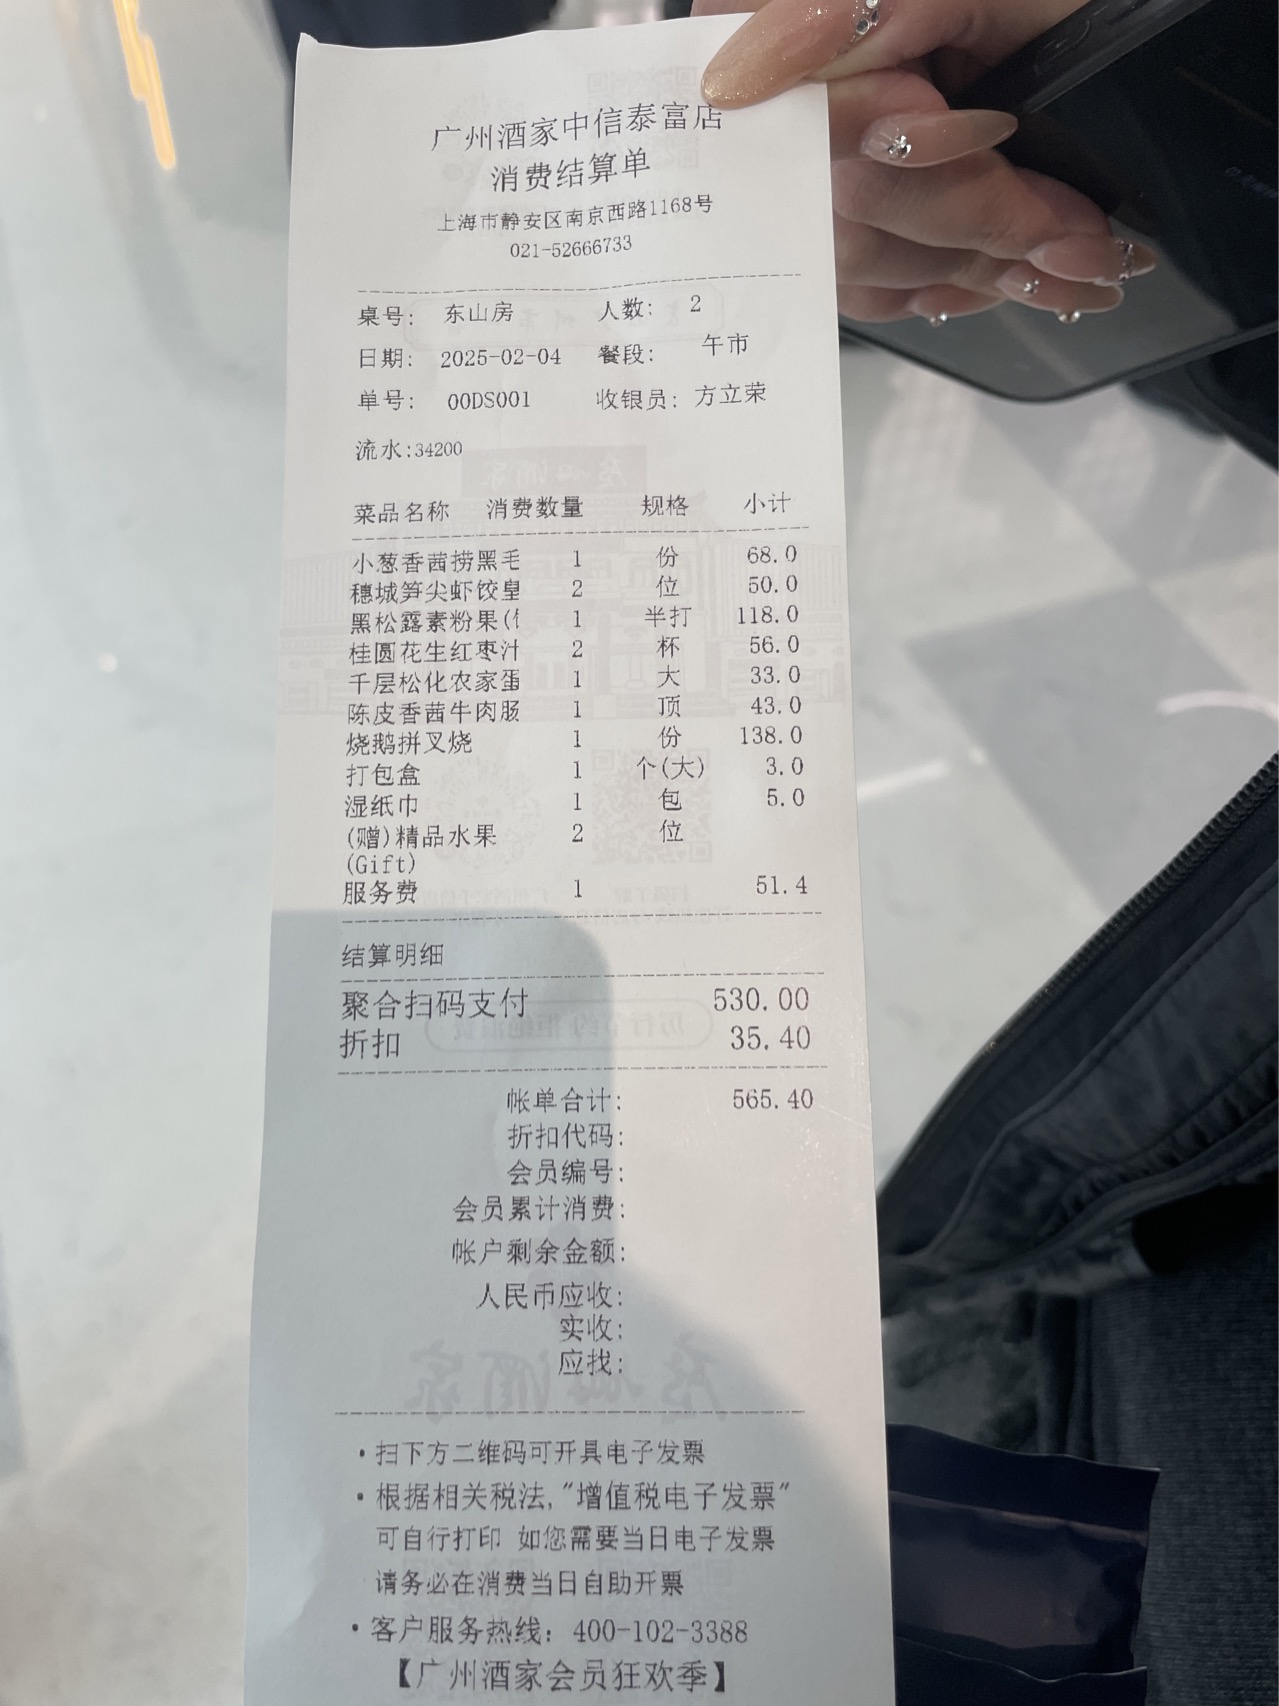 广州酒家中信泰富店
消费结算单
上海市静安区南京西路1168号
021-52666733
桌号: 东山房 人数: 2
日期: 2025-02-04 餐段: 午市
单号: 00DS001 收银员: 方立荣
流水:34200
菜品名称 消费数量 规格 小计
小葱香茜捞黑毛 1 份 68.0
穗城笋尖虾饺皇 2 位 50.0
黑松露素粉果( 1 半打 118.0
桂圆花生红枣汁 2 杯 56.0
千层松化农家蛋 1 大 33.0
陈皮香茜牛肉肠 1 顶 43.0
烧鹅拼叉烧 1 份 138.0
打包盒 1 个(大) 3.0
湿纸巾 1 包 5.0
(赠)精品水果 2 位
(Gift)
服务费 1 51.4
结算明细
聚合扫码支付 530.00
折扣 35.40
帐单合计: 565.40
折扣代码:
会员编号:
会员累计消费:
帐户剩余金额:
人民币应收:
实收:
应找:
·扫下方二维码可开具电子发票
·根据相关税法,"增值税电子发票"
可自行打印 如您需要当日电子发票
请务必在消费当日自助开票
·客户服务热线: 400-102-3388
【广州酒家会员狂欢季】